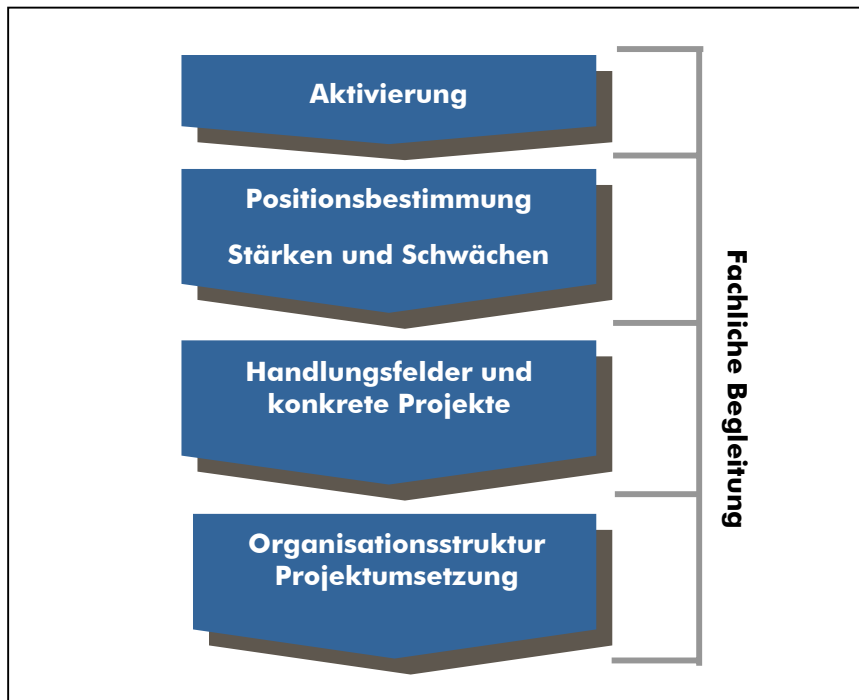 Aktivierung
Positionsbestimmung
Stärken und Schwächen
Handlungsfelder und
konkrete Projekte
Organisationsstruktur
Projektumsetzung
Fachliche Begleitung